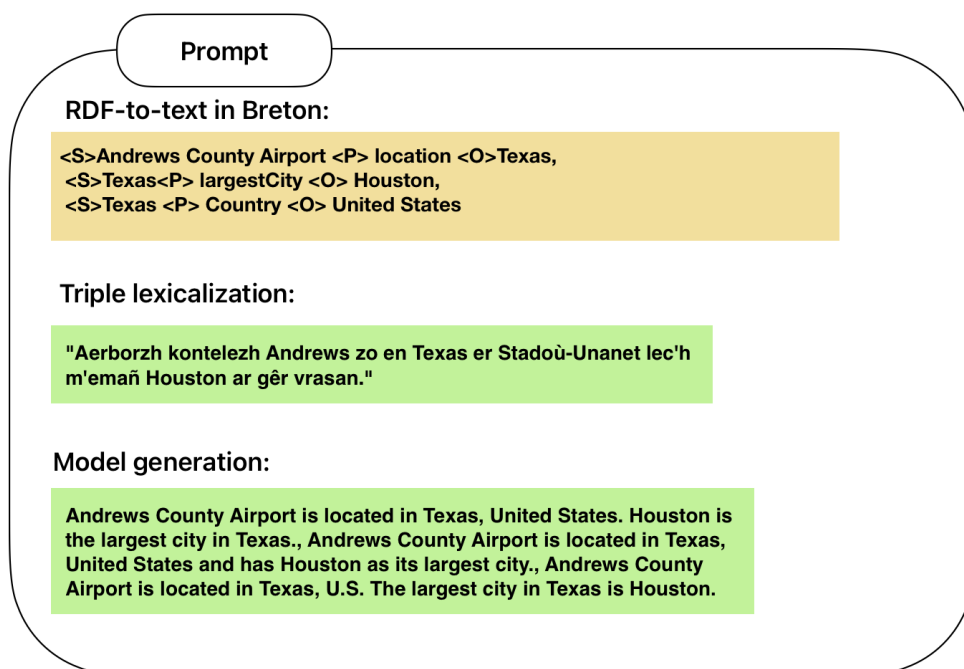 Prompt
RDF-to-text in Breton:
<S>Andrews County Airport <P> location <O>Texas,
<S>Texas<P> largestCity <O> Houston,
<S>Texas <P> Country <O> United States
Triple lexicalization:
"Aerborzh kontelezh Andrews zo en Texas er Stadoù-Unanet lec'h
m'emañ Houston ar gêr vrasan."
Model generation:
Andrews County Airport is located in Texas, United States. Houston is
the largest city in Texas., Andrews County Airport is located in Texas,
United States and has Houston as its largest city., Andrews County
Airport is located in Texas, U.S. The largest city in Texas is Houston.